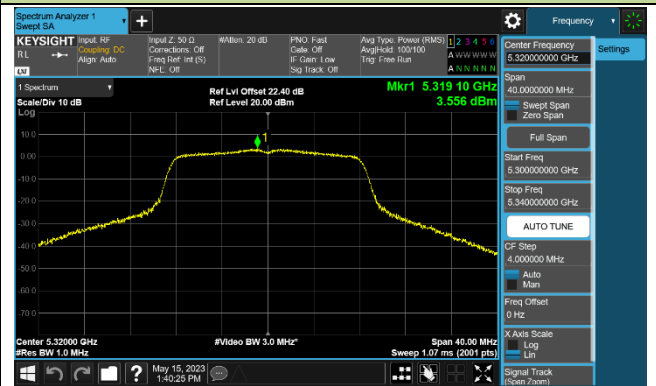 Spectrum Analyzer 1
Swept SA
Frequency
KEYSIGHT
RL
LXI
Input: RF
Coupling: DC
Align: Auto
Input Z: 50 Ω
Corrections: Off
Freq Ref: Int (S)
NFE: Off
#Atten: 20 dB
PNO: Fast
Gate: Off
IF Gain: Low
Sig Track: Off
Avg Type: Power (RMS)
Avg|Hold: 100/100
Trig: Free Run
1 2 3 4 5 6
A W W W W W
A N N N N N
Center Frequency
5.320000000 GHz
Settings
Span
40.0000000 MHz
Swept Span
Zero Span
Full Span
Start Freq
5.300000000 GHz
Stop Freq
5.340000000 GHz
AUTO TUNE
CF Step
4.000000 MHz
Auto
Man
Freq Offset
0 Hz
X Axis Scale
Log
Lin
Signal Track
(Span Zoom)
1 Spectrum
Scale/Div 10 dB
Log
Ref Lvl Offset 22.40 dB
Ref Level 20.00 dBm
Mkr1 5.319 10 GHz
3.556 dBm
1
10.0
0.00
-10.0
-20.0
-30.0
-40.0
-50.0
-60.0
-70.0
Center 5.32000 GHz
#Res BW 1.0 MHz
#Video BW 3.0 MHz*
Span 40.00 MHz
Sweep 1.07 ms (2001 pts)
May 15, 2023
1:40:25 PM